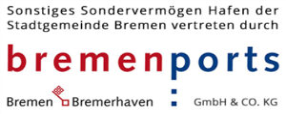 Sonstiges Sondervermögen Hafen der
Stadtgemeinde Bremen vertreten durch
bremenports
Bremen Bremerhaven GmbH & CO. KG